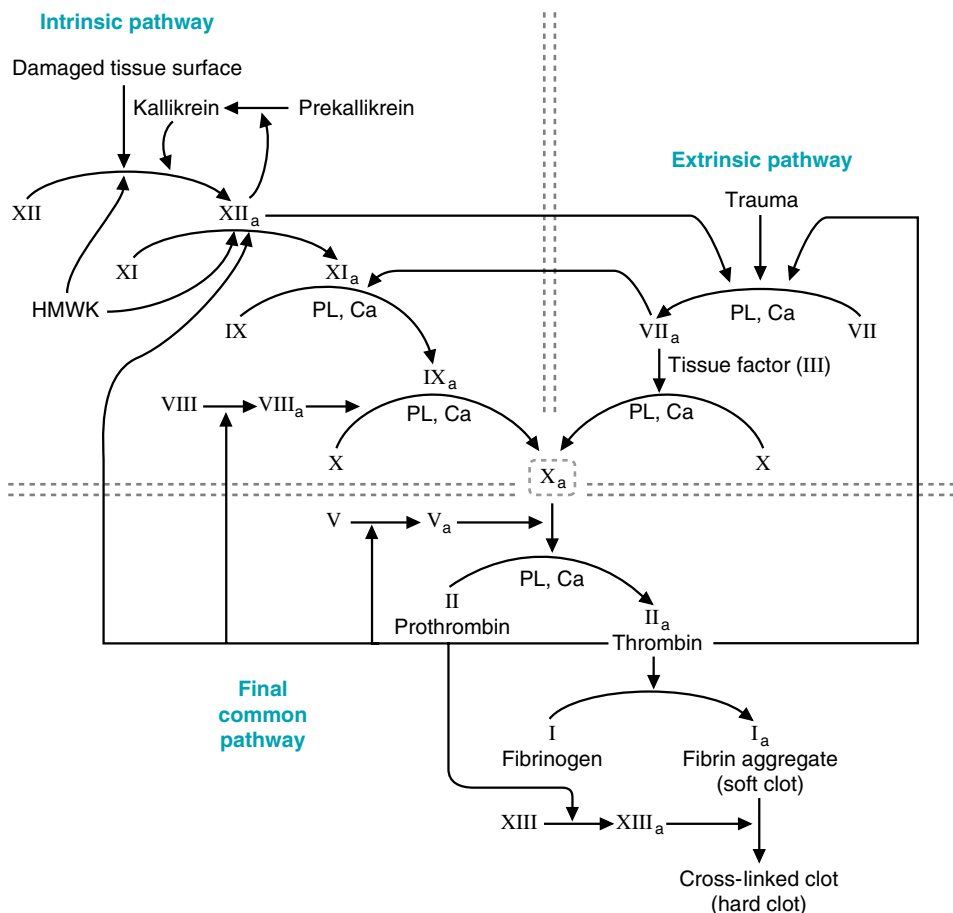 Intrinsic pathway
Damaged tissue surface
Kallikrein
Prekallikrein
Extrinsic pathway
Trauma
XII
XIIa
XI
XIa
HMWK
IX
PL, Ca
PL, Ca
VIIa
VII
Tissue factor (III)
IXa
VIII
VIIIa
PL, Ca
PL, Ca
X
Xa
X
V
Va
PL, Ca
II
Prothrombin
IIa
Thrombin
Final
common
pathway
I
Fibrinogen
Ia
Fibrin aggregate
(soft clot)
XIII
XIIIa
Cross-linked clot
(hard clot)